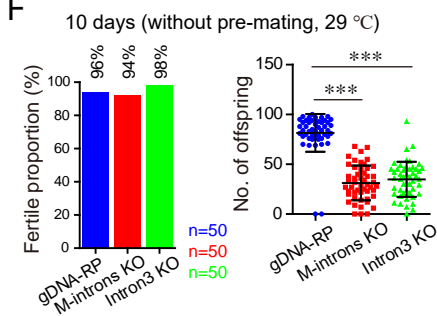 F
10 days (without pre-mating, 29 °C)
Fertile proportion (%)
100
80
60
40
20
0
96%
94%
98%
gDNA-RP
M-introns KO
Intron3 KO
n=50
n=50
n=50
No. of offspring
150
100
50
0
***
***
gDNA-RP
M-introns KO
Intron3 KO